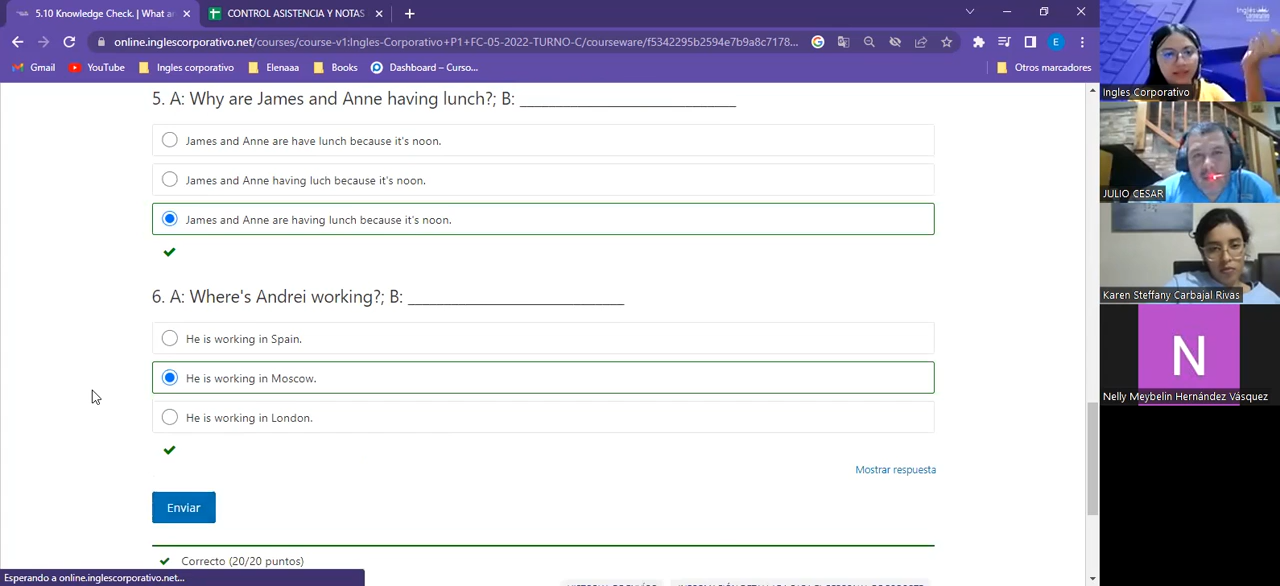 5.10 Knowledge Check. | What ar
CONTROL ASISTENCIA Y NOTAS
online.inglescorporativo.net/courses/course-v1:Ingles-Corporativo+P1+FC-05-2022-TURNO-C/courseware/f5342295b2594e7b9a8c7178...
E
Gmail
YouTube
Ingles corporativo
Elenaaa
Books
Dashboard – Curso...
Otros marcadores
5. A: Why are James and Anne having lunch?; B: ______________________________
James and Anne are have lunch because it's noon.
James and Anne having luch because it's noon.
James and Anne are having lunch because it's noon.
6. A: Where's Andrei working?; B: ______________________________
He is working in Spain.
He is working in Moscow.
He is working in London.
Mostrar respuesta
Enviar
Correcto (20/20 puntos)
Esperando a online.inglescorporativo.net...
Ingles Corporativo
JULIO CESAR
Karen Steffany Carbajal Rivas
N
Nelly Meybelin Hernández Vásquez